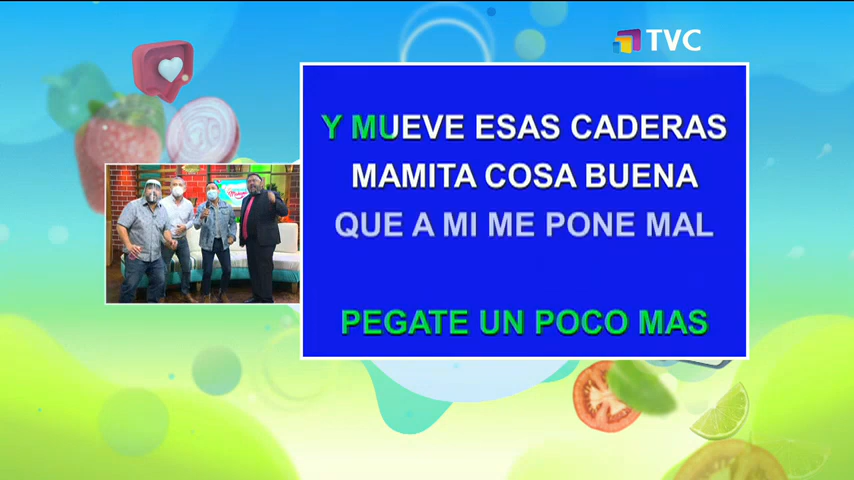 TVC
Y MUEVE ESAS CADERAS
MAMITA COSA BUENA
QUE A MI ME PONE MAL
PEGATE UN POCO MAS